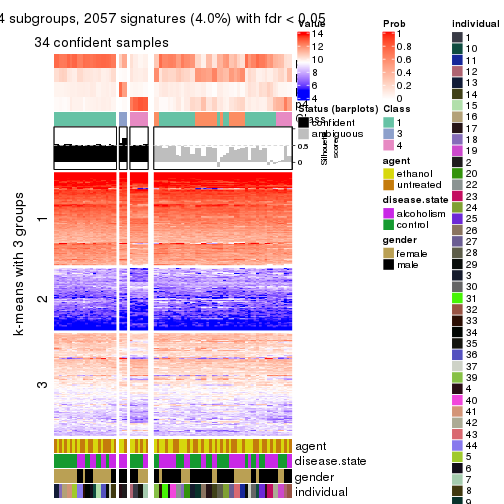 4 subgroups, 2057 signatures (4.0%) with fdr < 0.05
34 confident samples
k-means with 3 groups
1
2
3
p4
Class
0.5
0
Silhouette score
agent
disease.state
gender
individual
Value
14
12
10
8
6
4
Status (barplots)
confident
ambiguous
Prob
1
0.8
0.6
0.4
0.2
0
Class
1
3
4
agent
ethanol
untreated
disease.state
alcoholism
control
gender
female
male
individual
1
10
11
12
13
14
15
16
17
18
19
2
20
22
23
24
25
26
27
28
29
3
30
31
32
33
34
35
36
37
39
4
40
41
42
43
44
5
6
7
8
9